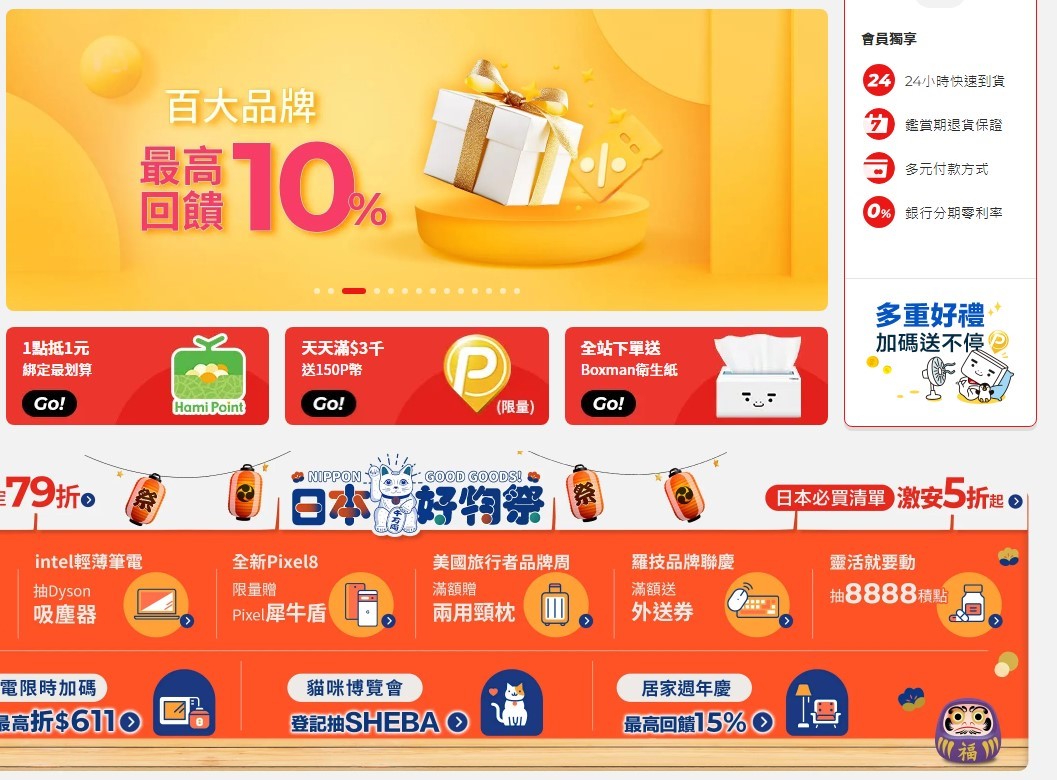 百大品牌
最高
回饋
10%
會員獨享
24 24小時快速到貨
7 鑑賞期退貨保證
多元付款方式
0% 銀行分期零利率
1點抵1元
綁定最划算
Go!
Hami Point
天天滿$3千
送150P幣
Go!
P
(限量)
全站下單送
Boxman衛生紙
Go!
多重好禮
加碼送不停
P
79折
祭
NIPPON GOOD GOODS!
日本好物祭
千万両
祭
日本必買清單 激安5折起
intel輕薄筆電
抽Dyson
吸塵器
全新Pixel8
限量贈
Pixel犀牛盾
美國旅行者品牌周
滿額贈
兩用頸枕
羅技品牌聯慶
滿額送
外送券
靈活就要動
抽8888積點
電限時加碼
最高折$611
貓咪博覽會
登記抽SHEBA
居家週年慶
最高回饋15%
福